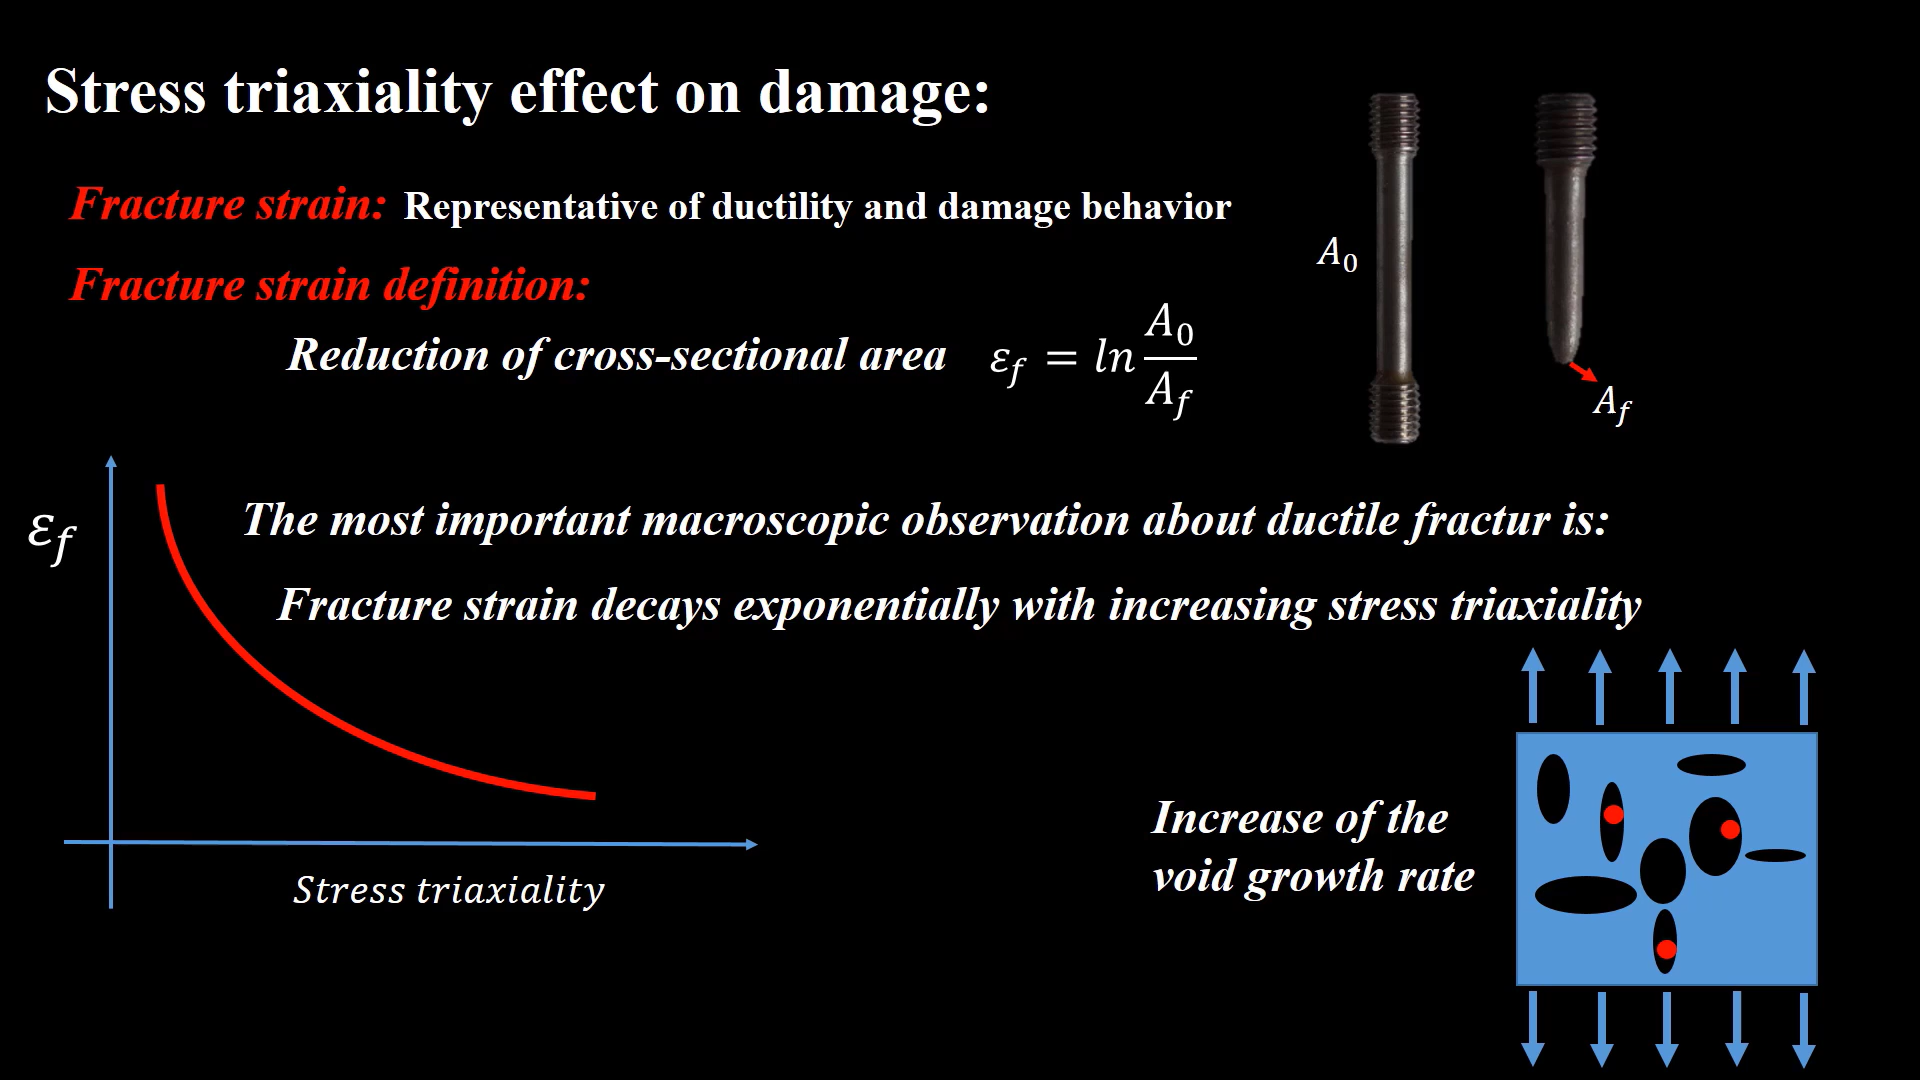 Stress triaxiality effect on damage:
Fracture strain: Representative of ductility and damage behavior
Fracture strain definition:
Reduction of cross-sectional area εf = ln A0/Af
A0
Af
εf
The most important macroscopic observation about ductile fractur is:
Fracture strain decays exponentially with increasing stress triaxiality
Stress triaxiality
Increase of the
void growth rate